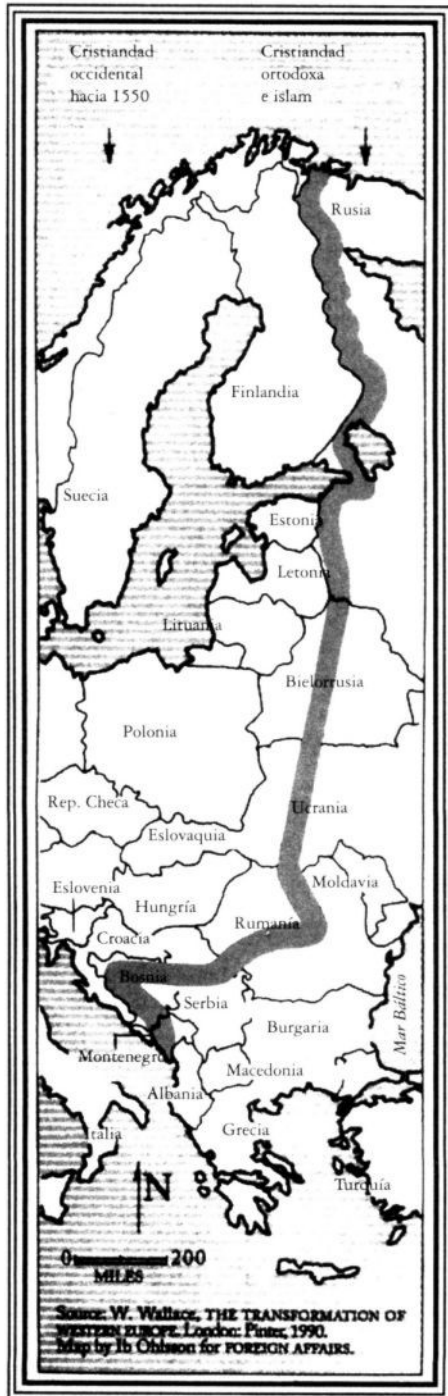 Cristiandad
occidental
hacia 1550
Cristiandad
ortodoxa
e islam
Rusia
Finlandia
Suecia
Estonia
Letonia
Lituania
Bielorrusia
Polonia
Rep. Checa
Ucrania
Eslovaquia
Moldavia
Eslovenia
Hungría
Rumanía
Croacia
Bosnia
Serbia
Mar Báltico
Burgaria
Montenegro
Macedonia
Albania
Italia
Grecia
Turquía
N
0 200
MILES
Source: W. Wallace, THE TRANSFORMATION OF
WESTERN EUROPE. London: Pinter, 1990.
Map by Ib Ohlsson for FOREIGN AFFAIRS.